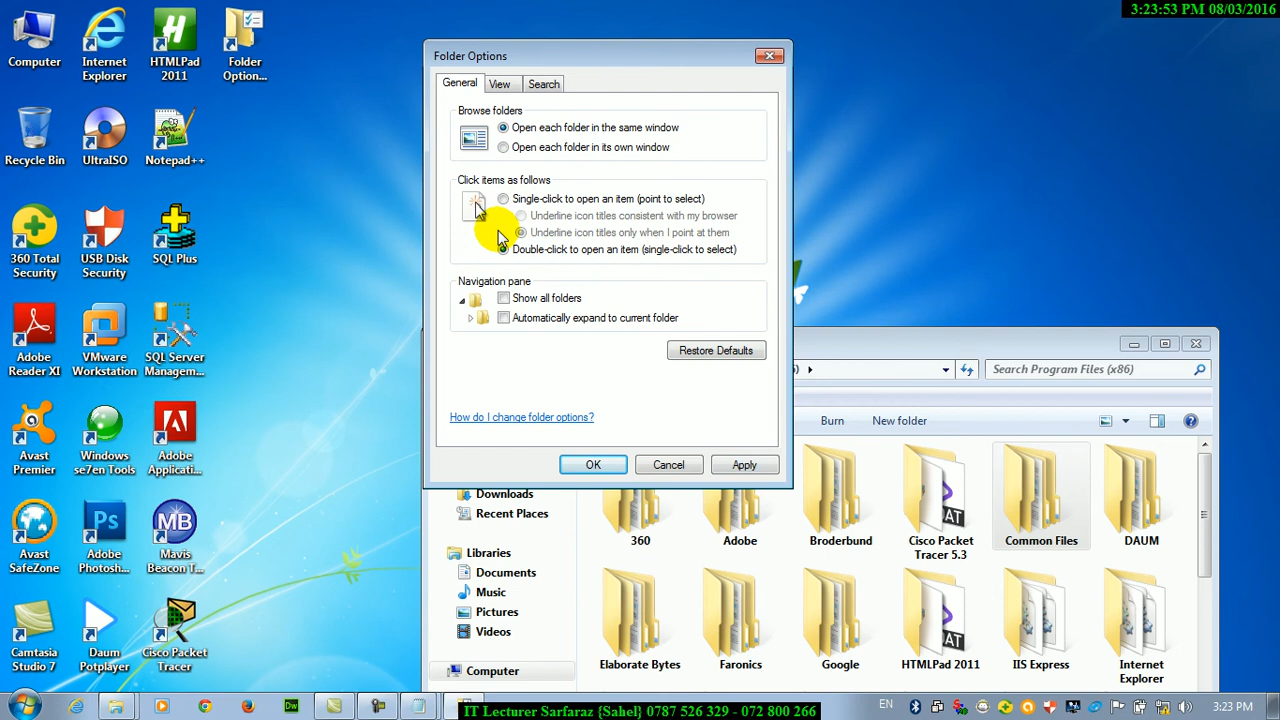 3:23:53 PM 08/03/2016
Computer
Internet Explorer
HTMLPad 2011
Folder Option...
Recycle Bin
UltraISO
Notepad++
360 Total Security
USB Disk Security
SQL Plus
Adobe Reader XI
VMware Workstation
SQL Server Managem...
Avast Premier
Windows se7en Tools
Adobe Applicati...
Avast SafeZone
Adobe Photosh...
Mavis Beacon T...
Camtasia Studio 7
Daum Potplayer
Cisco Packet Tracer
Folder Options
General View Search
Browse folders
Open each folder in the same window
Open each folder in its own window
Click items as follows
Single-click to open an item (point to select)
Underline icon titles consistent with my browser
Underline icon titles only when I point at them
Double-click to open an item (single-click to select)
Navigation pane
Show all folders
Automatically expand to current folder
Restore Defaults
How do I change folder options?
OK Cancel Apply
Search Program Files (x86)
Burn New folder
Downloads
Recent Places
Libraries
Documents
Music
Pictures
Videos
Computer
360
Adobe
Broderbund
Cisco Packet Tracer 5.3
Common Files
DAUM
Elaborate Bytes
Faronics
Google
HTMLPad 2011
IIS Express
Internet Explorer
IT Lecturer Sarfaraz {Sahel} 0787 526 329 - 072 800 266
EN
3:23 PM